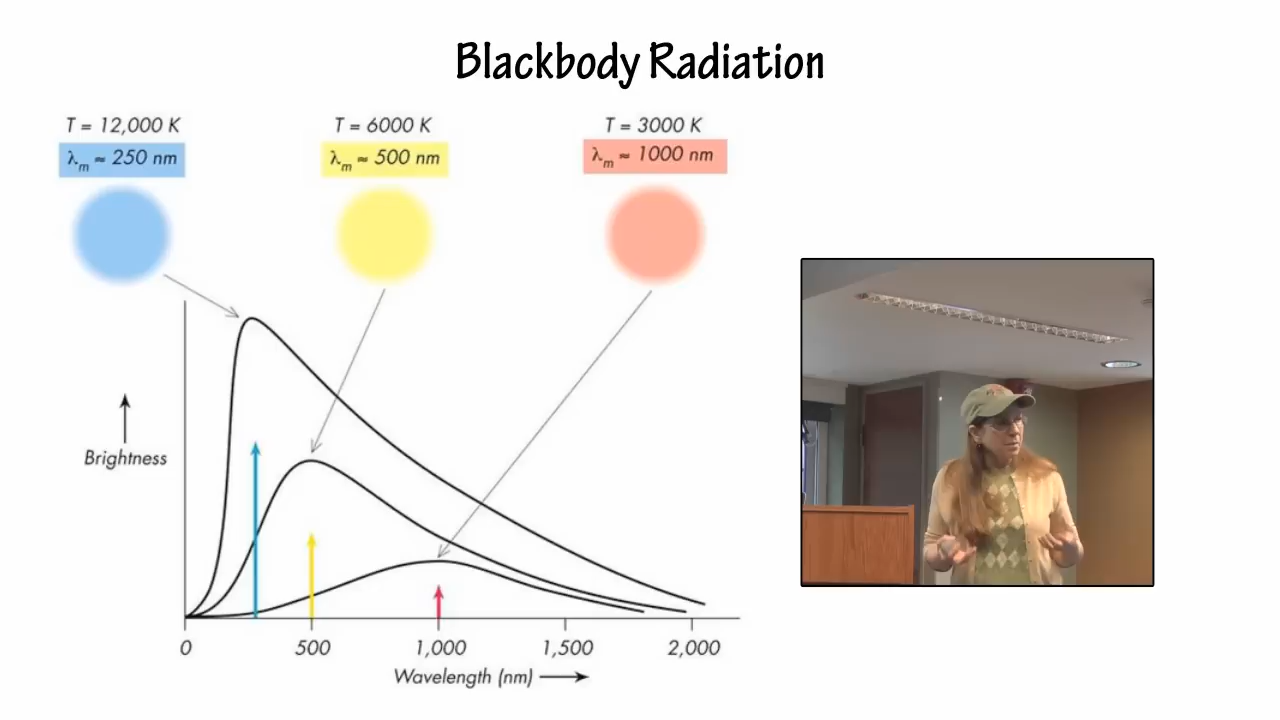 Blackbody Radiation
T = 12,000 K
λm ≈ 250 nm
T = 6000 K
λm ≈ 500 nm
T = 3000 K
λm ≈ 1000 nm
Brightness
0 500 1,000 1,500 2,000
Wavelength (nm)